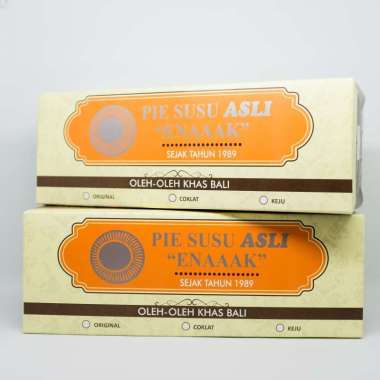 PIE SUSU ASLI
"ENAAAK"
SEJAK TAHUN 1989
OLEH-OLEH KHAS BALI
ORIGINAL COKLAT KEJU
PIE SUSU ASLI
"ENAAAK"
SEJAK TAHUN 1989
OLEH-OLEH KHAS BALI
ORIGINAL COKLAT KEJU